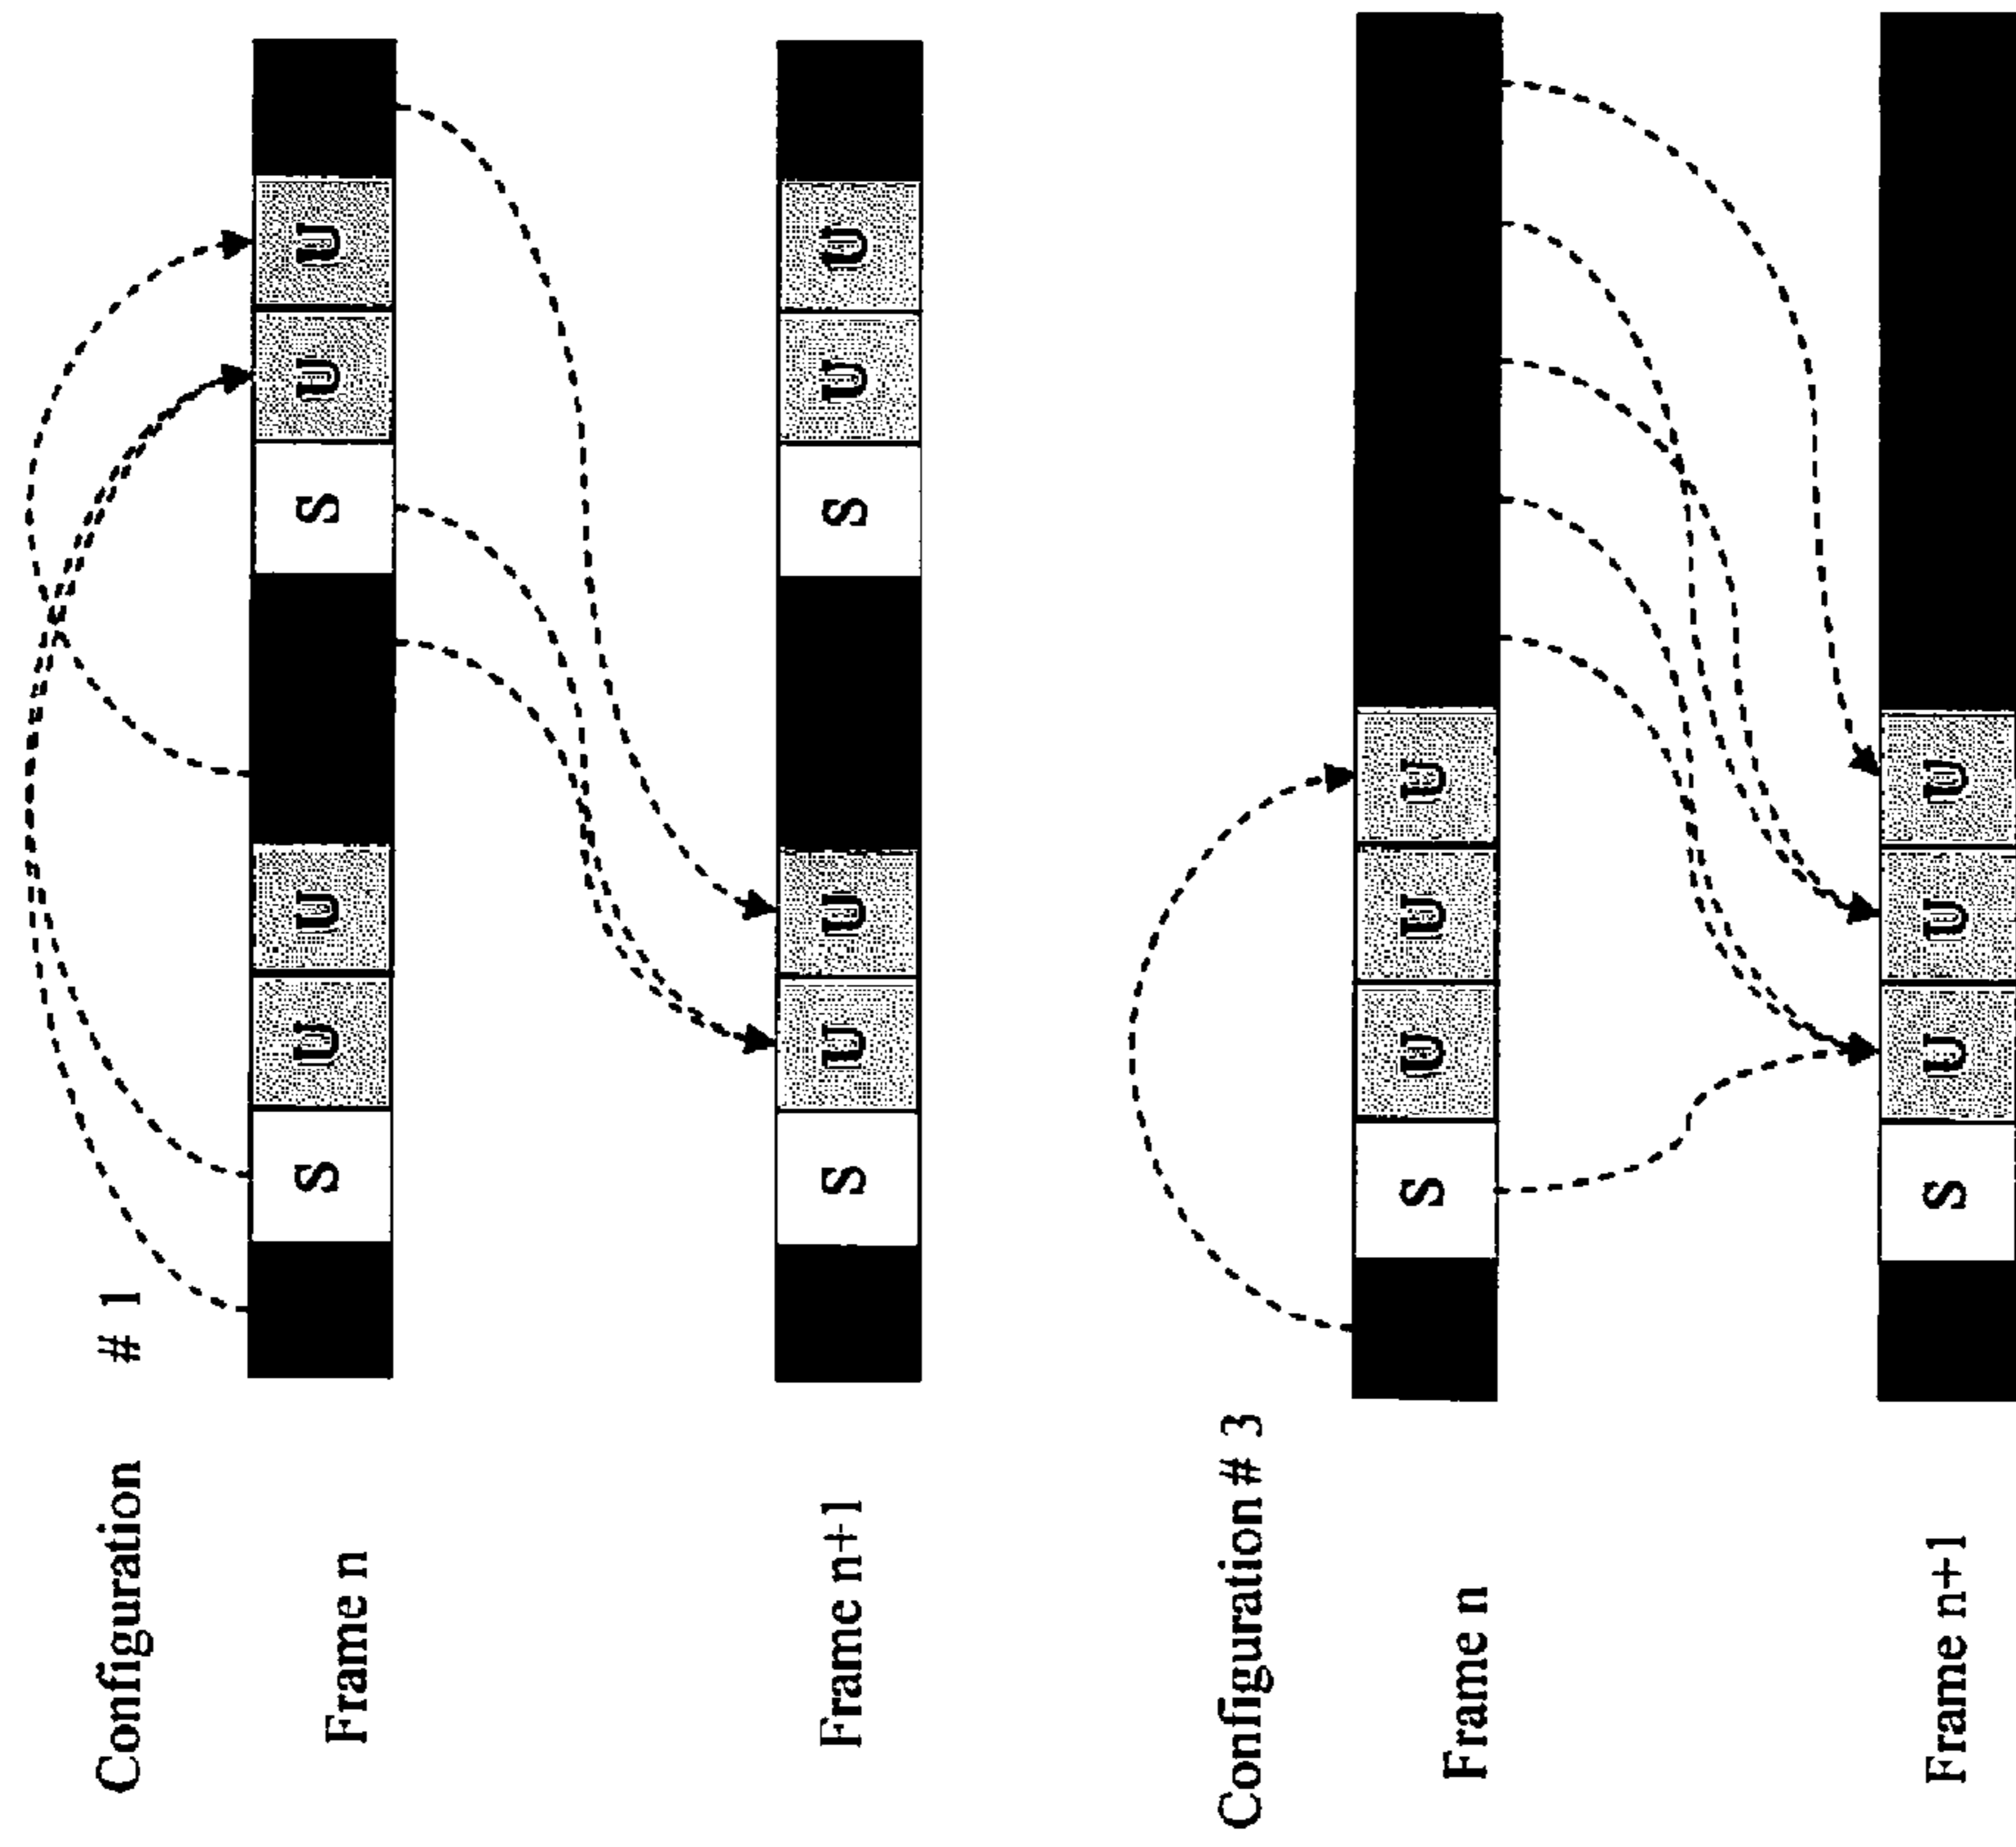 Configuration # 1
Frame n S U U S U U
Frame n+1 S U U S U U
Configuration # 3
Frame n S U U U
Frame n+1 S U U U